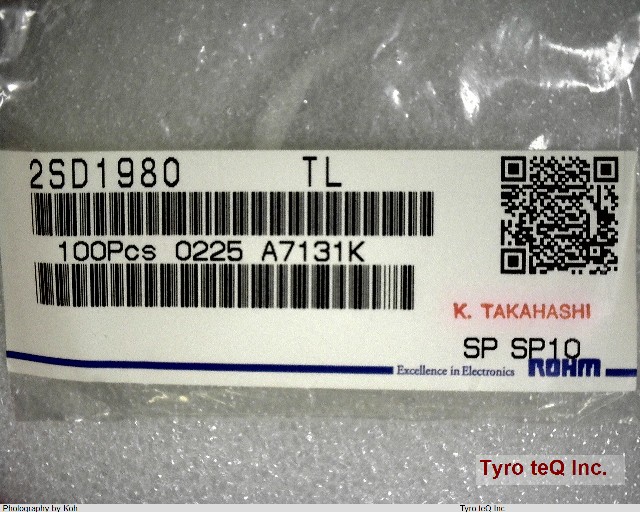 2SD1980 TL
100Pcs 0225 A7131K
K. TAKAHASHI
SP SP10
Excellence in Electronics ROHM
Tyro teQ Inc.
Photography by Koh Tyro teQ Inc